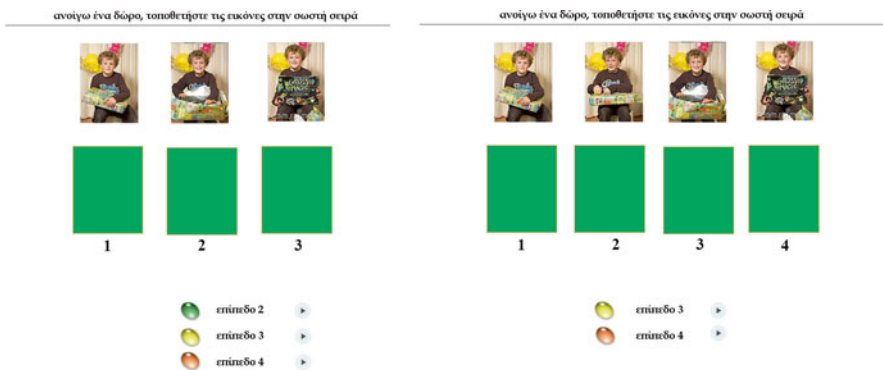 ανοίγω ένα δώρο, τοποθετήστε τις εικόνες στην σωστή σειρά
1 2 3
επίπεδο 2
επίπεδο 3
επίπεδο 4
ανοίγω ένα δώρο, τοποθετήστε τις εικόνες στην σωστή σειρά
1 2 3 4
επίπεδο 3
επίπεδο 4